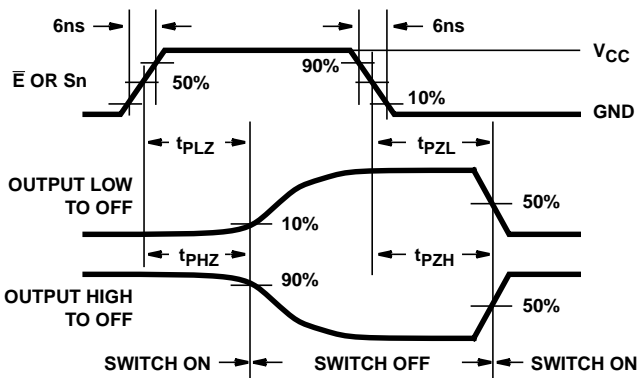 6ns
6ns
VCC
90%
E̅ OR Sn
50%
10%
GND
tPLZ
tPZL
OUTPUT LOW
TO OFF
50%
10%
tPHZ
tPZH
90%
OUTPUT HIGH
TO OFF
50%
SWITCH ON
SWITCH OFF
SWITCH ON